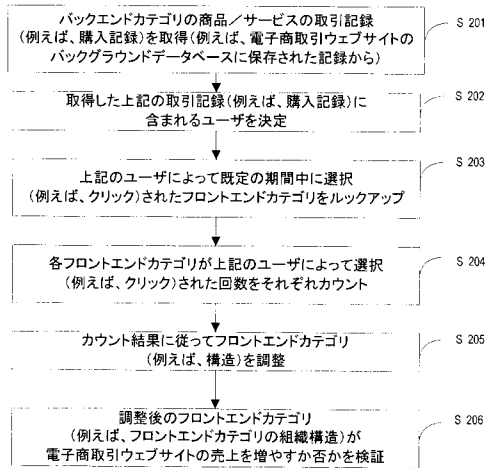 バックエンドカテゴリの商品／サービスの取引記録
(例えば、購入記録)を取得(例えば、電子商取引ウェブサイトの
バックグラウンドデータベースに保存された記録から)
S 201
取得した上記の取引記録(例えば、購入記録)に
含まれるユーザを決定
S 202
上記のユーザによって既定の期間中に選択
(例えば、クリック)されたフロントエンドカテゴリをルックアップ
S 203
各フロントエンドカテゴリが上記のユーザによって選択
(例えば、クリック)された回数をそれぞれカウント
S 204
カウント結果に従ってフロントエンドカテゴリ
(例えば、構造)を調整
S 205
調整後のフロントエンドカテゴリ
(例えば、フロントエンドカテゴリの組織構造)が
電子商取引ウェブサイトの売上を増やすか否かを検証
S 206